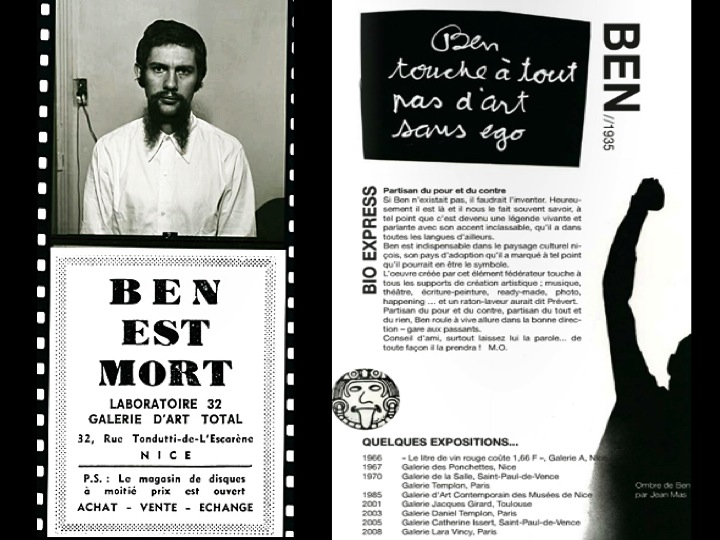 BEN
EST
MORT
LABORATOIRE 32
GALERIE D'ART TOTAL
32, Rue Tondutti-de-L'Escarène
NICE
P.S. : Le magasin de disques
à moitié prix est ouvert
ACHAT - VENTE - ECHANGE
Ben
touche à tout
pas d'art
sans ego
BEN //1935
BIO EXPRESS
Partisan du pour et du contre
Si Ben n'existait pas, il faudrait l'inventer. Heureu-
sement il est là et il nous le fait souvent savoir, à
tel point que c'est devenu une légende vivante et
parlante avec son accent inclassable, qu'il a dans
toutes les langues d'ailleurs.
Ben est indispensable dans le paysage culturel ni-
çois, son pays d'adoption qu'il a marqué à tel point
qu'il pourrait en être le symbole.
L'oeuvre créée par cet élément fédérateur touche à
tous les supports de création artistique ; musique,
théâtre, écriture-peinture, ready-made, photo,
happening ... et un raton-laveur aurait dit Prévert.
Partisan du pour et du contre, partisan du tout et
du rien, Ben roule à vive allure dans la bonne direc-
tion – gare aux passants.
Conseil d'ami, surtout laissez lui la parole... de
toute façon il la prendra ! M.O.
QUELQUES EXPOSITIONS...
1966 « Le litre de vin rouge coûte 1,66 F », Galerie A, Nice
1967 Galerie des Ponchettes, Nice
1970 Galerie de la Salle, Saint-Paul-de-Vence
Galerie Templon, Paris
1985 Galerie d'Art Contemporain des Musées de Nice
2001 Galerie Jacques Girard, Toulouse
2003 Galerie Daniel Templon, Paris
2005 Galerie Catherine Issert, Saint-Paul-de-Vence
2008 Galerie Lara Vincy, Paris
Ombre de Ben
par Jean Mas